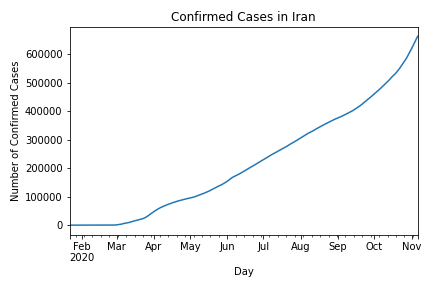 Confirmed Cases in Iran
Number of Confirmed Cases
600000
500000
400000
300000
200000
100000
0
Feb Mar Apr May Jun Jul Aug Sep Oct Nov
2020
Day